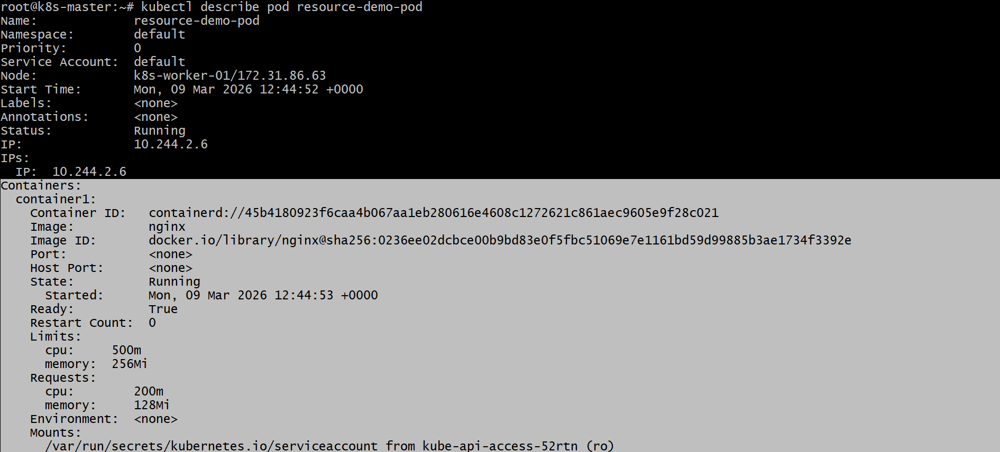 root@k8s-master:~# kubectl describe pod resource-demo-pod
Name:             resource-demo-pod
Namespace:        default
Priority:         0
Service Account:  default
Node:             k8s-worker-01/172.31.86.63
Start Time:       Mon, 09 Mar 2026 12:44:52 +0000
Labels:           <none>
Annotations:      <none>
Status:           Running
IP:               10.244.2.6
IPs:
  IP:  10.244.2.6
Containers:
  container1:
    Container ID:   containerd://45b4180923f6caa4b067aa1eb280616e4608c1272621c861aec9605e9f28c021
    Image:          nginx
    Image ID:       docker.io/library/nginx@sha256:0236ee02dcbce00b9bd83e0f5fbc51069e7e1161bd59d99885b3ae1734f3392e
    Port:           <none>
    Host Port:      <none>
    State:          Running
      Started:      Mon, 09 Mar 2026 12:44:53 +0000
    Ready:          True
    Restart Count:  0
    Limits:
      cpu:     500m
      memory:  256Mi
    Requests:
      cpu:        200m
      memory:     128Mi
    Environment:  <none>
    Mounts:
      /var/run/secrets/kubernetes.io/serviceaccount from kube-api-access-52rtn (ro)